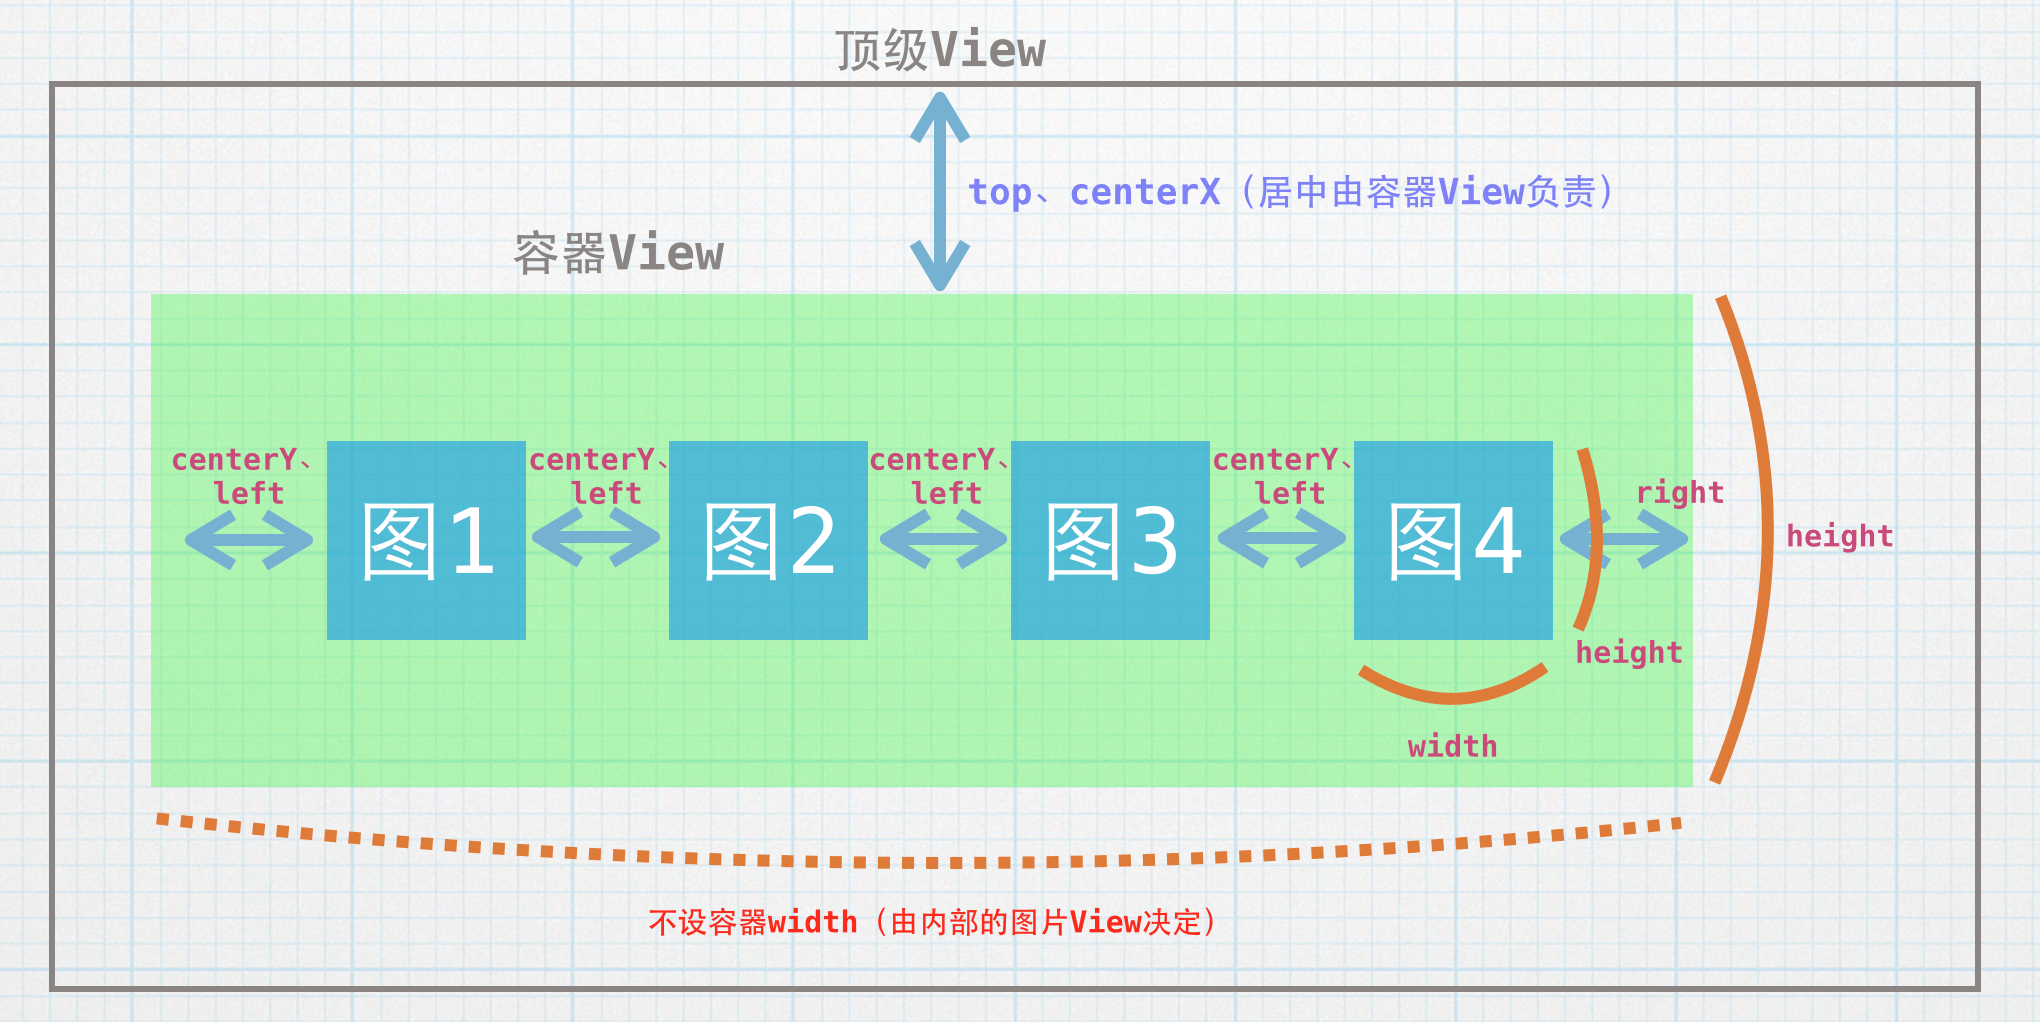 顶级View
top、centerX（居中由容器View负责）
容器View
centerY、
left
centerY、
left
centerY、
left
centerY、
left
right
图1
图2
图3
图4
height
height
width
不设容器width（由内部的图片View决定）